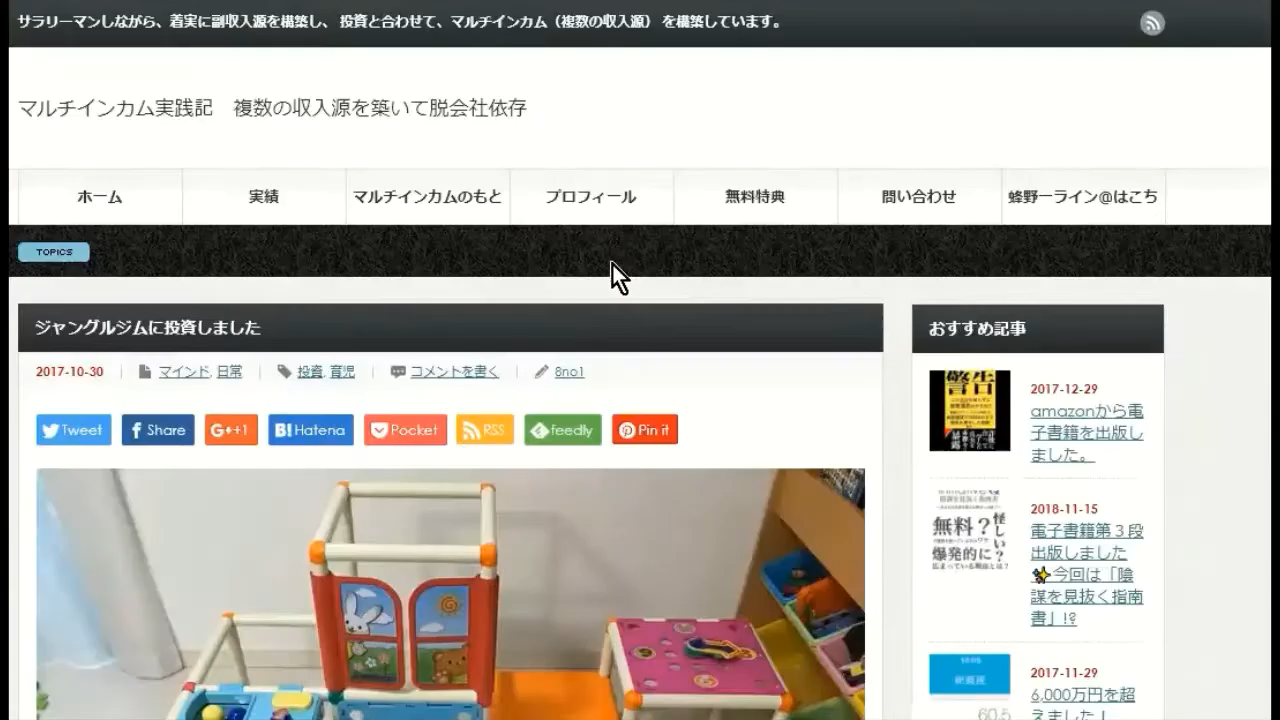 サラリーマンしながら、着実に副収入源を構築し、 投資と合わせて、マルチインカム（複数の収入源） を構築しています。
マルチインカム実践記　複数の収入源を築いて脱会社依存
ホーム
実績
マルチインカムのもと
プロフィール
無料特典
問い合わせ
蜂野一ライン@はこち
TOPICS
ジャングルジムに投資しました
2017-10-30
マインド, 日常
投資, 育児
コメントを書く
8no1
Tweet
Share
G+ +1
B! Hatena
Pocket
RSS
feedly
Pin it
おすすめ記事
警告
2017-12-29
amazonから電
子書籍を出版し
ました。
無料？
怪しい？
爆発的に？
2018-11-15
電子書籍第３段
出版しました
✨今回は「陰
謀を見抜く指南
書」!?
2017-11-29
6,000万円を超
えました！
60.5